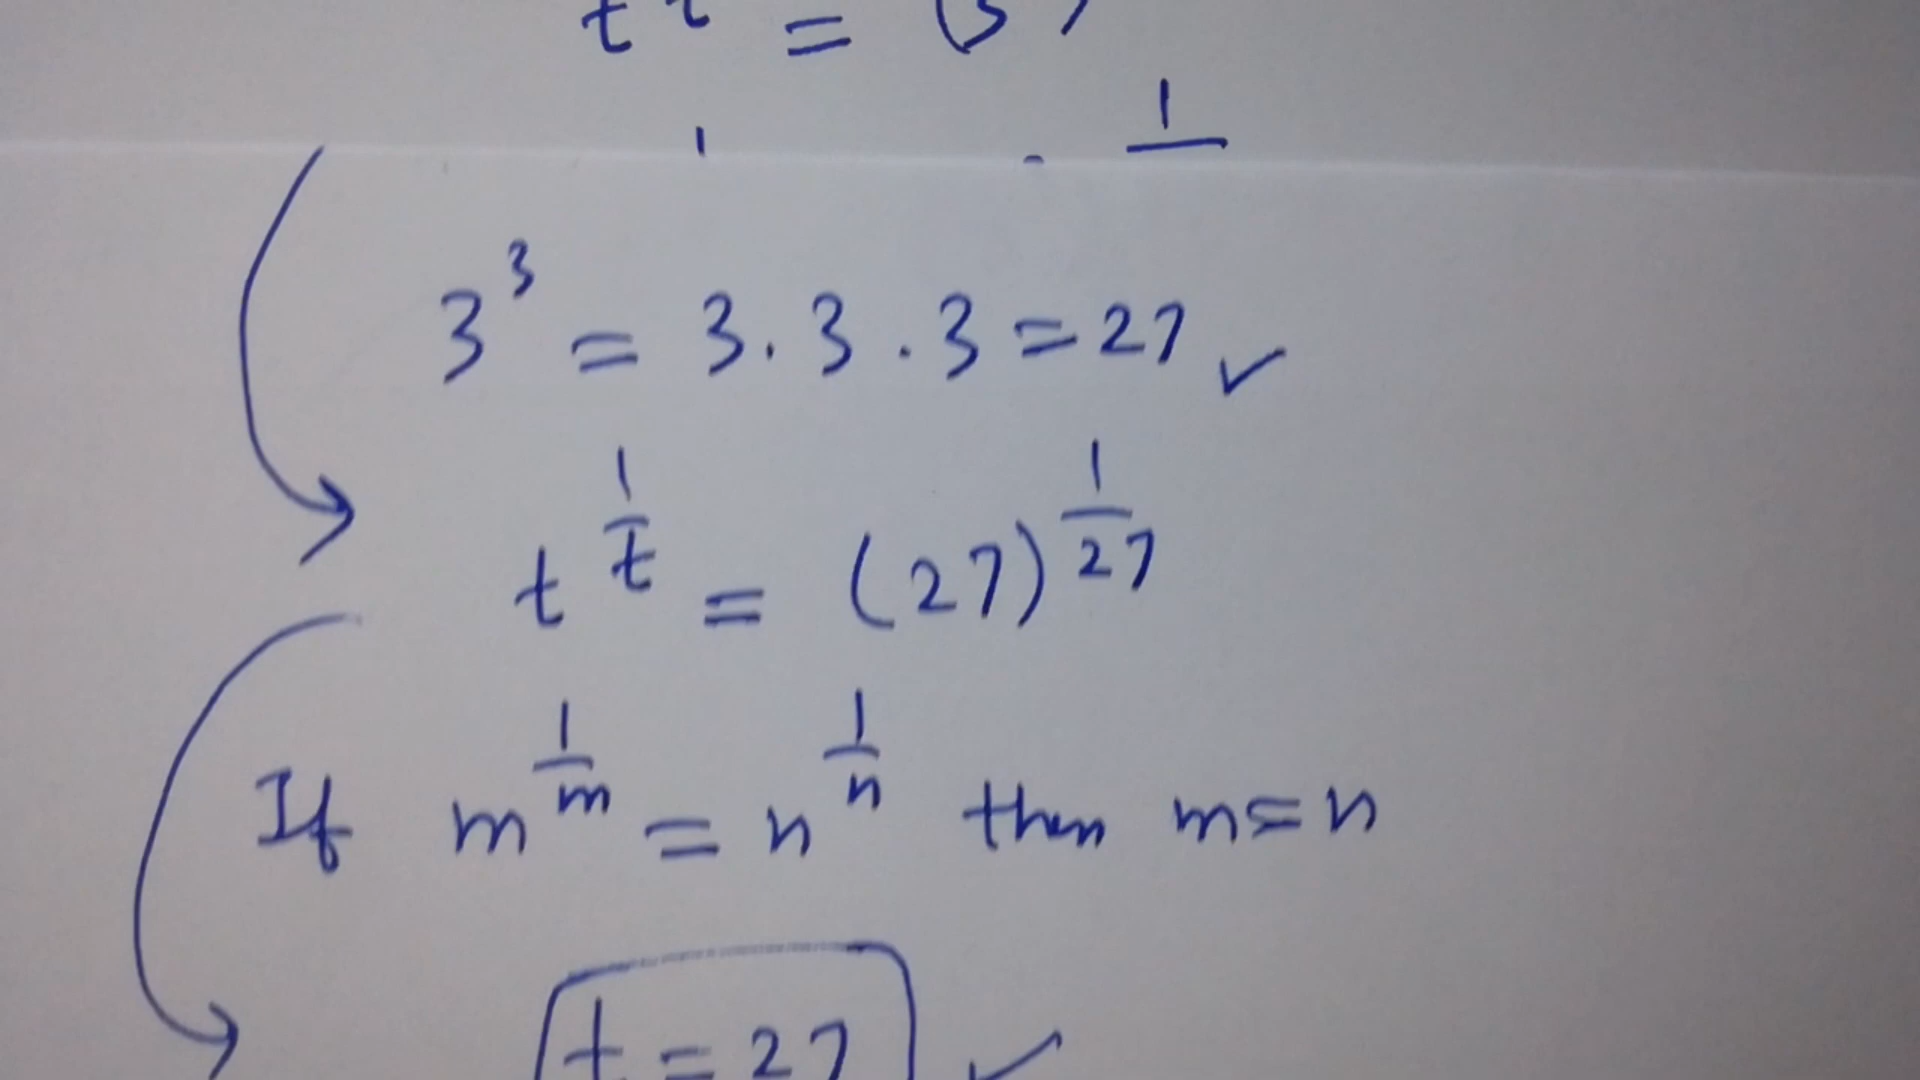 3^3 = 3 . 3 . 3 = 27 ✓
t^(1/t) = (27)^(1/27)
If m^(1/m) = n^(1/n) then m = n
t = 27 ✓